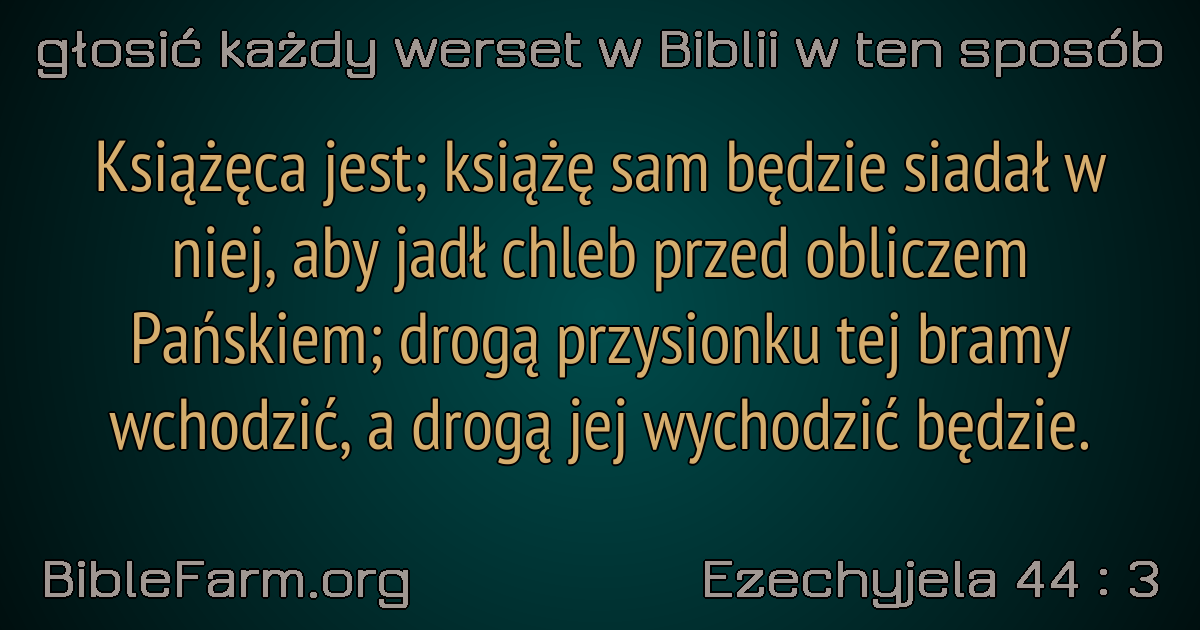 głosić każdy werset w Biblii w ten sposób
Książęca jest; książę sam będzie siadał w
niej, aby jadł chleb przed obliczem
Pańskiem; drogą przysionku tej bramy
wchodzić, a drogą jej wychodzić będzie.
BibleFarm.org
Ezechyjela 44 : 3